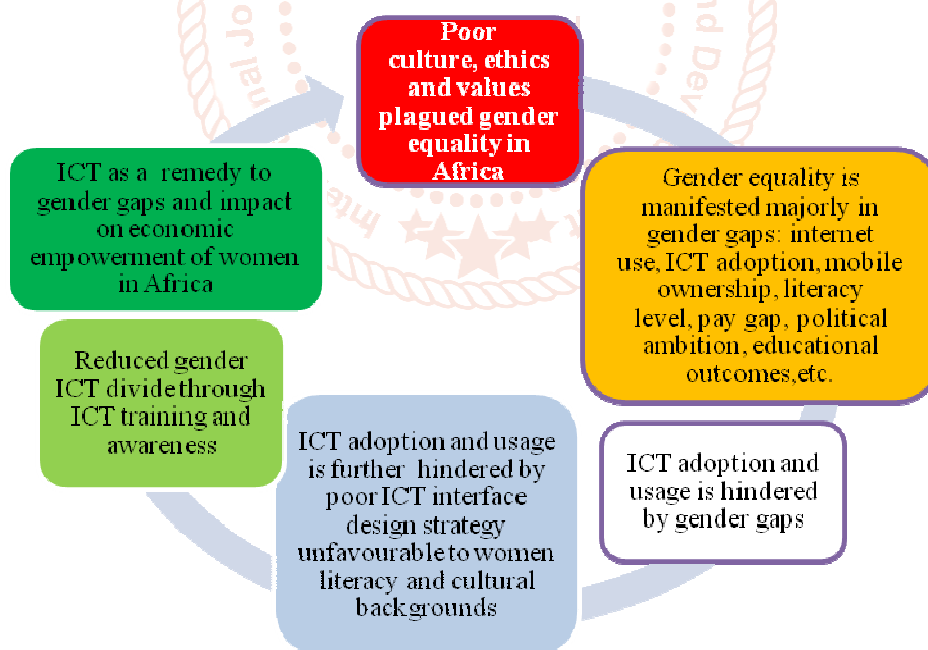 Poor
culture, ethics
and values
plagued gender
equality in
Africa
Gender equality is
manifested majorly in
gender gaps: internet
use, ICT adoption, mobile
ownership, literacy
level, pay gap, political
ambition, educational
outcomes,etc.
ICT adoption and
usage is hindered
by gender gaps
ICT adoption and usage
is further hindered by
poor ICT interface
design strategy
unfavourable to women
literacy and cultural
backgrounds
Reduced gender
ICT divide through
ICT training and
awareness
ICT as a remedy to
gender gaps and impact
on economic
empowerment of women
in Africa